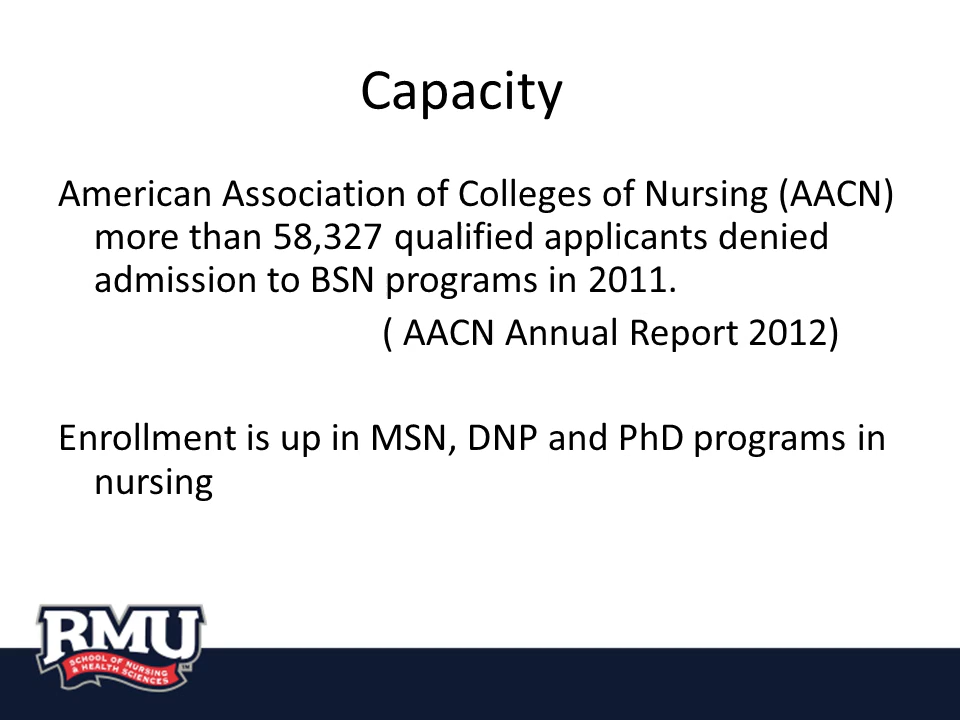 Capacity
American Association of Colleges of Nursing (AACN)
more than 58,327 qualified applicants denied
admission to BSN programs in 2011.
( AACN Annual Report 2012)
Enrollment is up in MSN, DNP and PhD programs in
nursing
RMU
SCHOOL OF NURSING
& HEALTH SCIENCES
TM